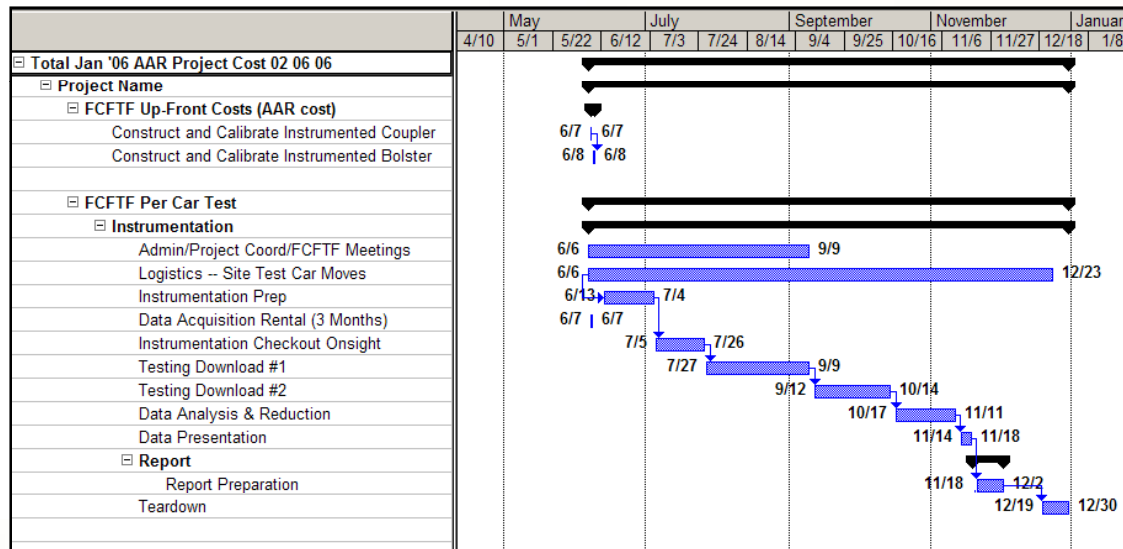 May July September November Januar
4/10 5/1 5/22 6/12 7/3 7/24 8/14 9/4 9/25 10/16 11/6 11/27 12/18 1/8
Total Jan '06 AAR Project Cost 02 06 06
Project Name
FCFTF Up-Front Costs (AAR cost)
Construct and Calibrate Instrumented Coupler 6/7 6/7
Construct and Calibrate Instrumented Bolster 6/8 6/8
FCFTF Per Car Test
Instrumentation
Admin/Project Coord/FCFTF Meetings 6/6 9/9
Logistics -- Site Test Car Moves 6/6 12/23
Instrumentation Prep 6/13 7/4
Data Acquisition Rental (3 Months) 6/7 6/7
Instrumentation Checkout Onsight 7/5 7/26
Testing Download #1 7/27 9/9
Testing Download #2 9/12 10/14
Data Analysis & Reduction 10/17 11/11
Data Presentation 11/14 11/18
Report
Report Preparation 11/18 12/2
Teardown 12/19 12/30